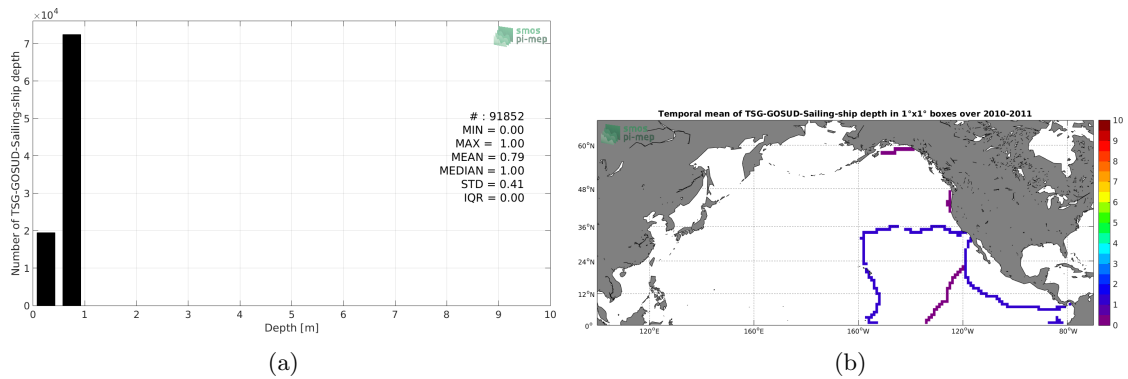 ×10⁴
smos
pi-mep
Number of TSG-GOSUD-Sailing-ship depth
7
6
5
4
3
2
1
0
# : 91852
MIN = 0.00
MAX = 1.00
MEAN = 0.79
MEDIAN = 1.00
STD = 0.41
IQR = 0.00
0 1 2 3 4 5 6 7 8 9 10
Depth [m]
(a)
Temporal mean of TSG-GOSUD-Sailing-ship depth in 1°x1° boxes over 2010-2011
smos
pi-mep
60°N
48°N
36°N
24°N
12°N
0°
120°E 160°E 160°W 120°W 80°W
10
9
8
7
6
5
4
3
2
1
0
(b)